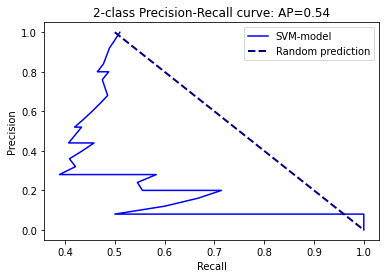 2-class Precision-Recall curve: AP=0.54
SVM-model
Random prediction
Precision
1.0
0.8
0.6
0.4
0.2
0.0
0.4 0.5 0.6 0.7 0.8 0.9 1.0
Recall